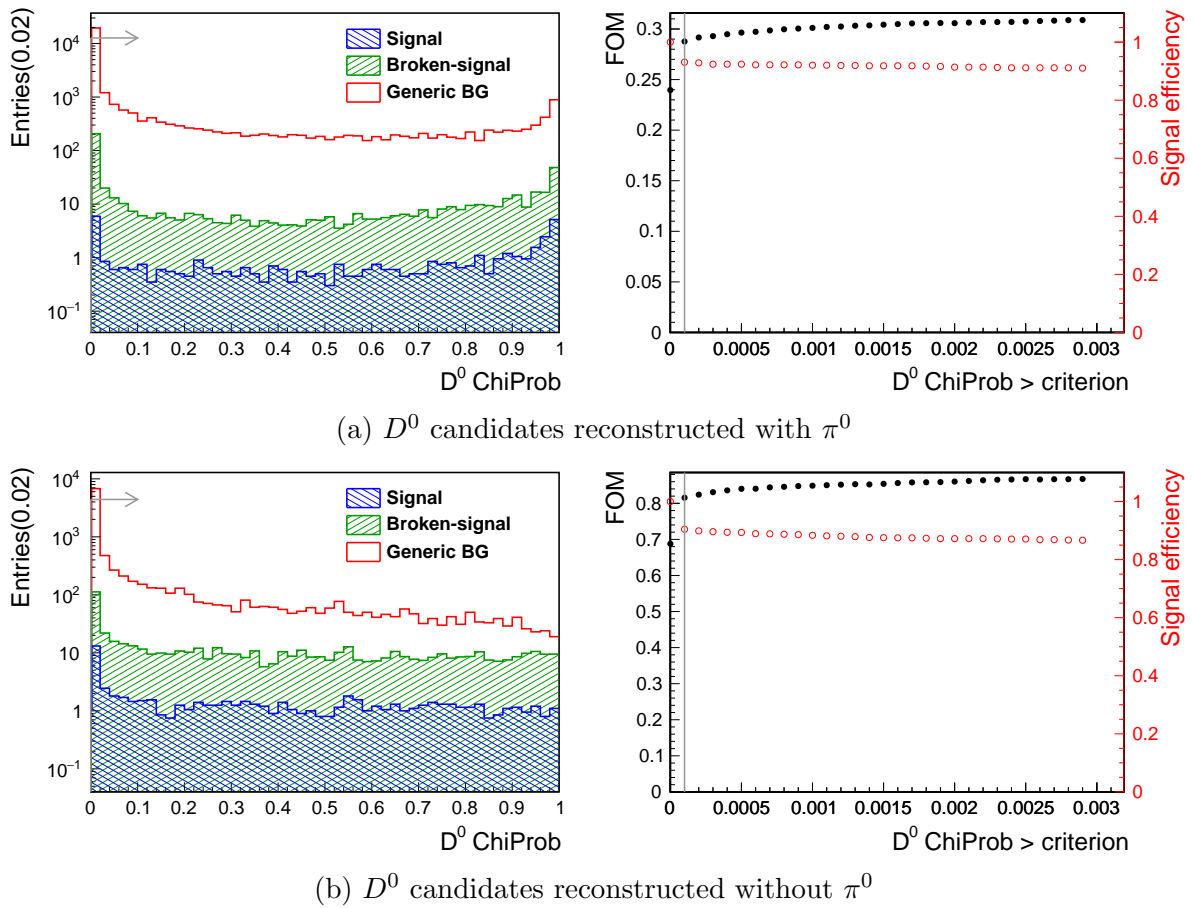 Entries(0.02)
10⁴
10³
10²
10
1
10⁻¹
Signal
Broken-signal
Generic BG
0 0.1 0.2 0.3 0.4 0.5 0.6 0.7 0.8 0.9 1
D⁰ ChiProb
FOM
0.3
0.25
0.2
0.15
0.1
0.05
0
1
0.8
0.6
0.4
0.2
0
Signal efficiency
0 0.0005 0.001 0.0015 0.002 0.0025 0.003
D⁰ ChiProb > criterion
(a) D⁰ candidates reconstructed with π⁰
Entries(0.02)
10⁴
10³
10²
10
1
10⁻¹
Signal
Broken-signal
Generic BG
0 0.1 0.2 0.3 0.4 0.5 0.6 0.7 0.8 0.9 1
D⁰ ChiProb
FOM
0.8
0.7
0.6
0.5
0.4
0.3
0.2
0.1
0
1
0.8
0.6
0.4
0.2
0
Signal efficiency
0 0.0005 0.001 0.0015 0.002 0.0025 0.003
D⁰ ChiProb > criterion
(b) D⁰ candidates reconstructed without π⁰